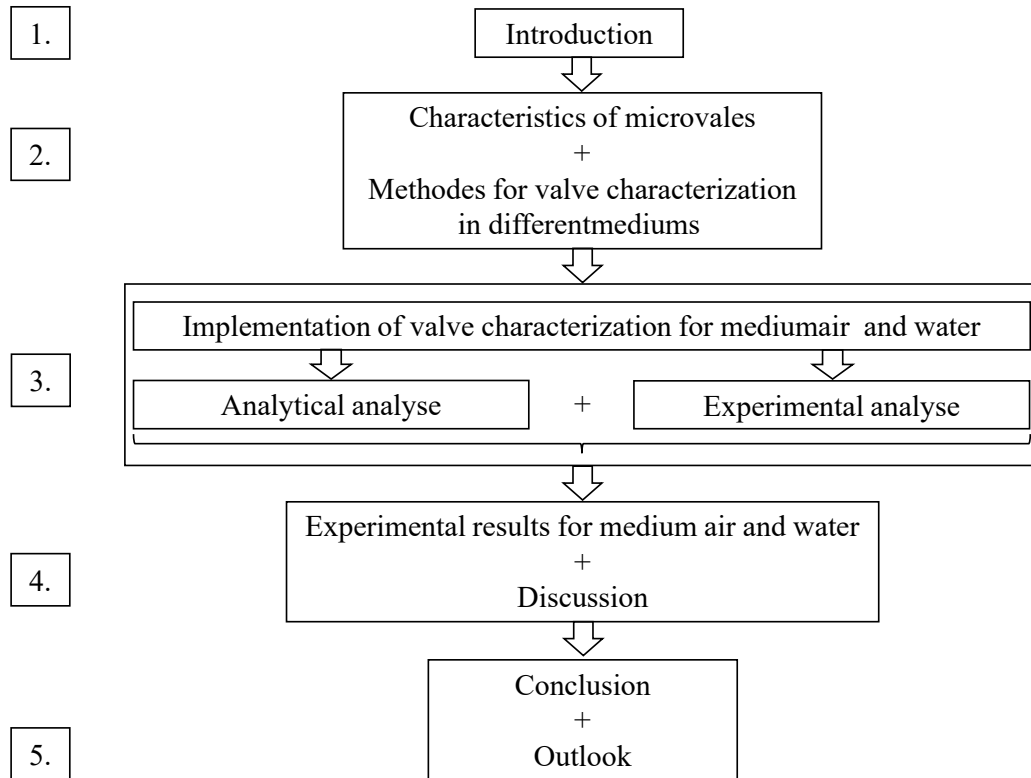 1.
Introduction
2.
Characteristics of microvales
+
Methodes for valve characterization
in differentmediums
3.
Implementation of valve characterization for mediumair and water
Analytical analyse + Experimental analyse
4.
Experimental results for medium air and water
+
Discussion
5.
Conclusion
+
Outlook